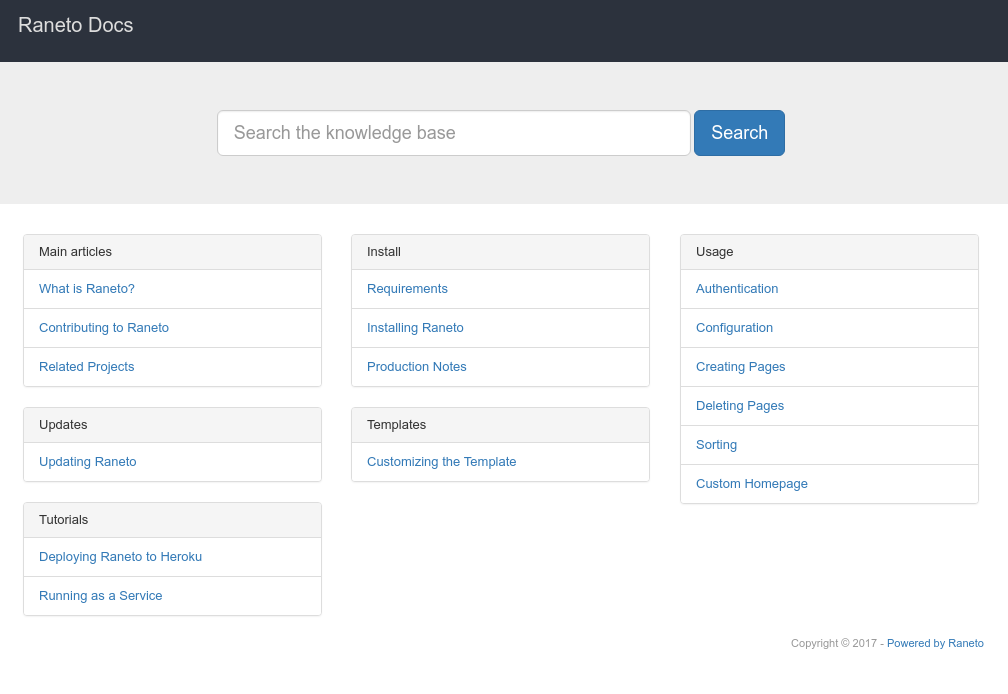 Raneto Docs
Search the knowledge base
Search
Main articles
What is Raneto?
Contributing to Raneto
Related Projects
Updates
Updating Raneto
Tutorials
Deploying Raneto to Heroku
Running as a Service
Install
Requirements
Installing Raneto
Production Notes
Templates
Customizing the Template
Usage
Authentication
Configuration
Creating Pages
Deleting Pages
Sorting
Custom Homepage
Copyright © 2017 - Powered by Raneto